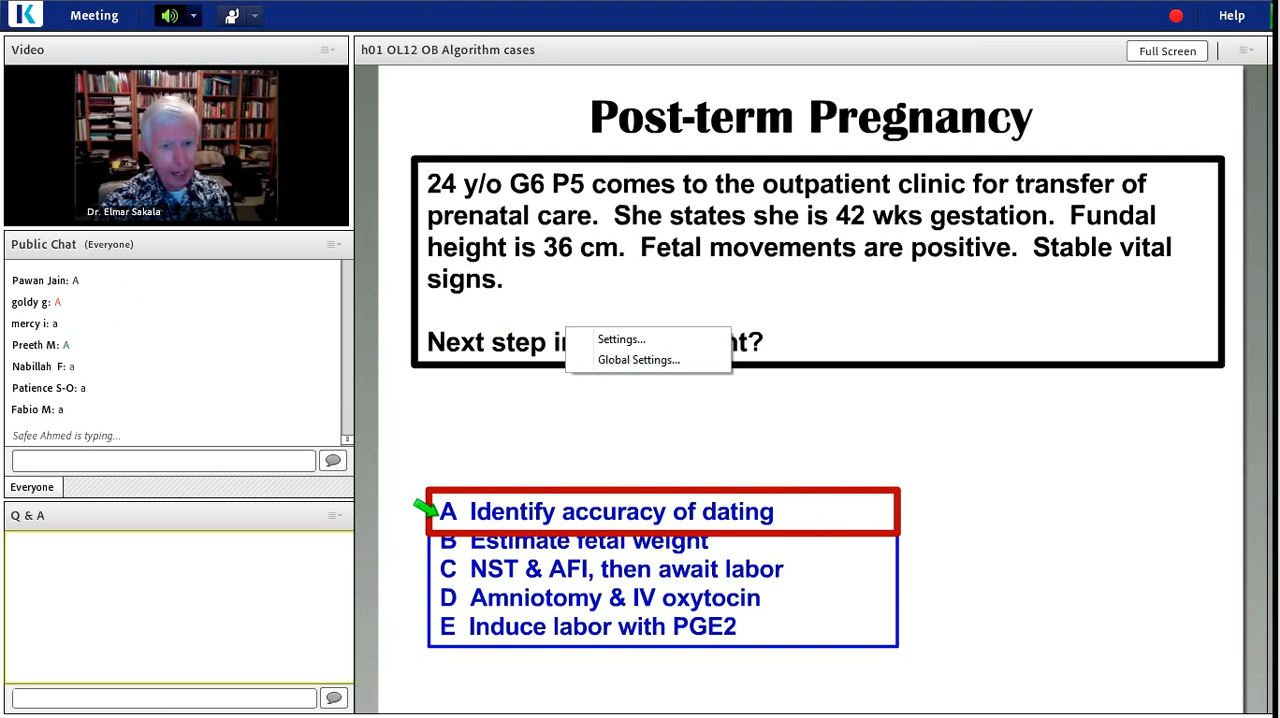 Meeting
Help
Video
h01 OL12 OB Algorithm cases
Full Screen
Dr. Elmar Sakala
Public Chat (Everyone)
Pawan Jain: A
goldy g: A
mercy i: a
Preeth M: A
Nabillah F: a
Patience S-O: a
Fabio M: a
Safee Ahmed is typing...
Everyone
Q & A
Post-term Pregnancy
24 y/o G6 P5 comes to the outpatient clinic for transfer of
prenatal care. She states she is 42 wks gestation. Fundal
height is 36 cm. Fetal movements are positive. Stable vital
signs.
Next step in t?
Settings...
Global Settings...
A Identify accuracy of dating
B Estimate fetal weight
C NST & AFI, then await labor
D Amniotomy & IV oxytocin
E Induce labor with PGE2